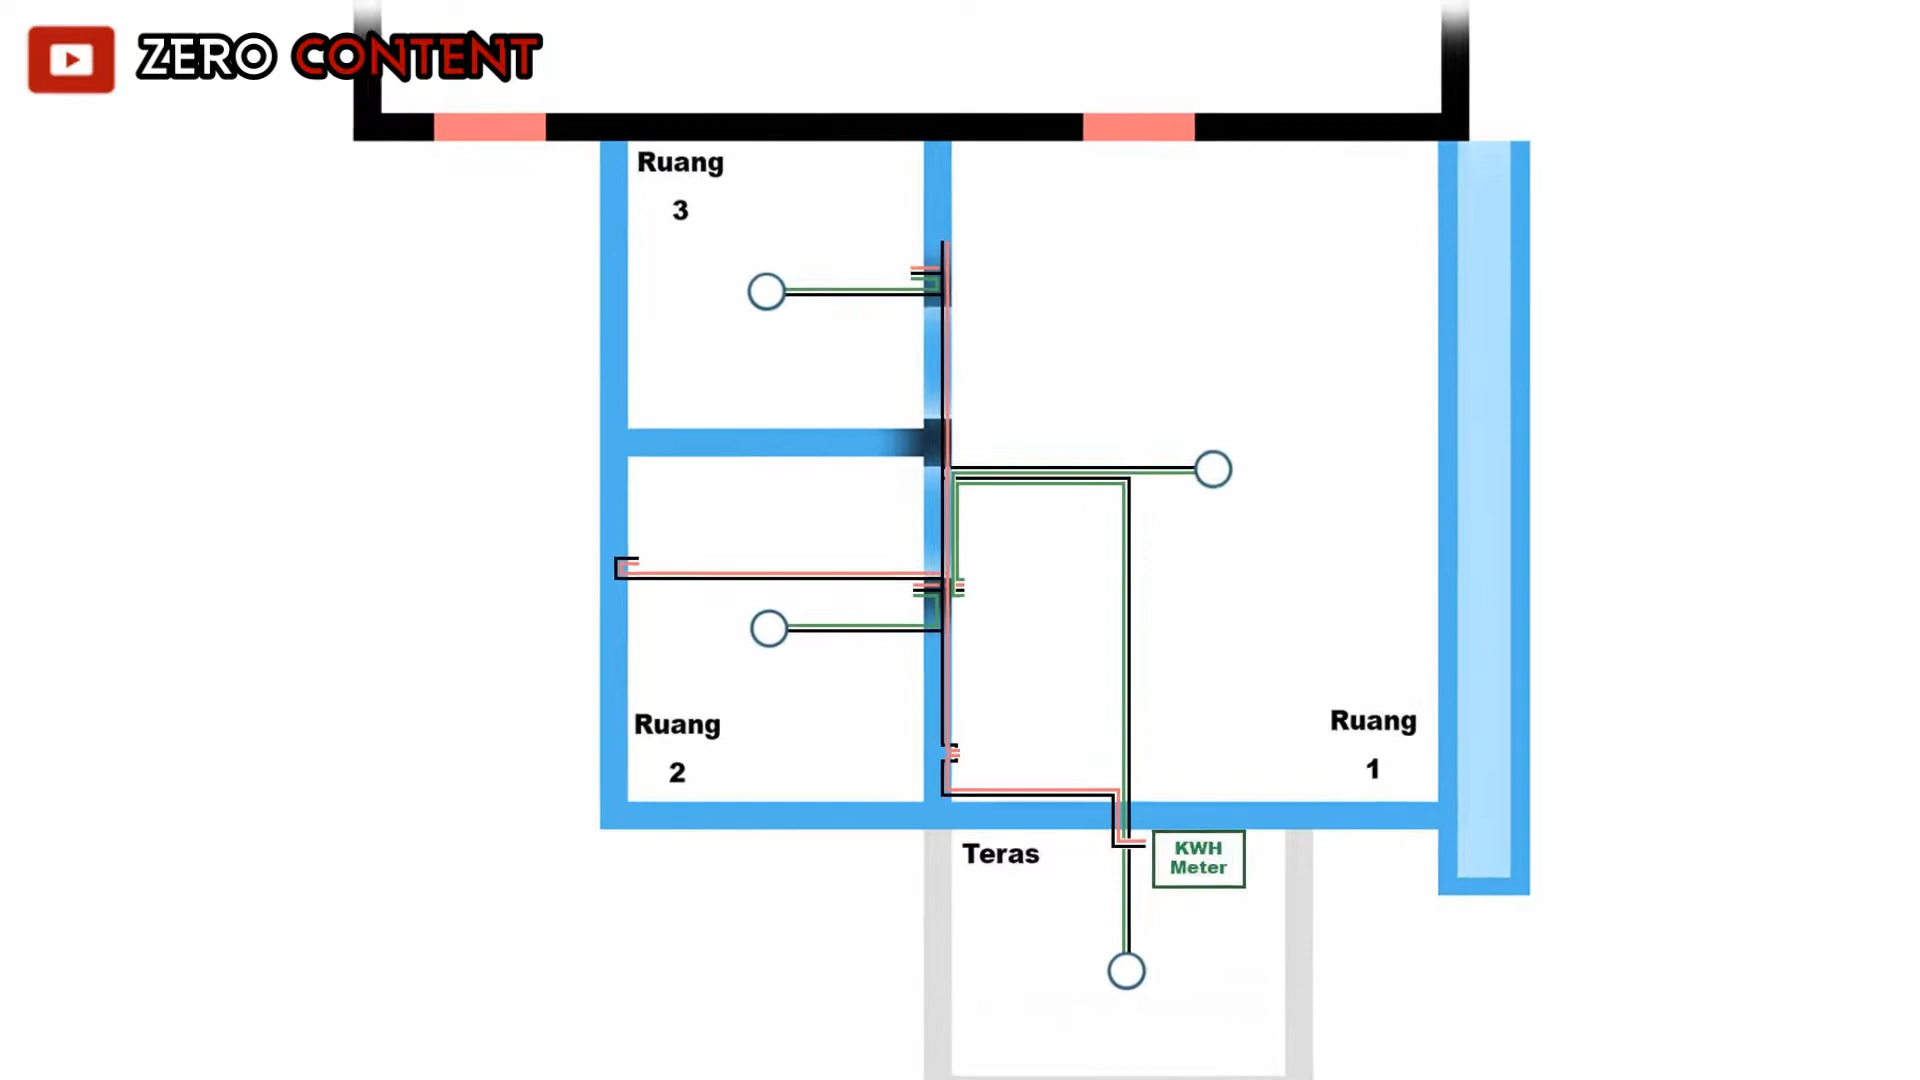 ZERO CONTENT
Ruang
3
Ruang
2
Ruang
1
Teras
KWH
Meter